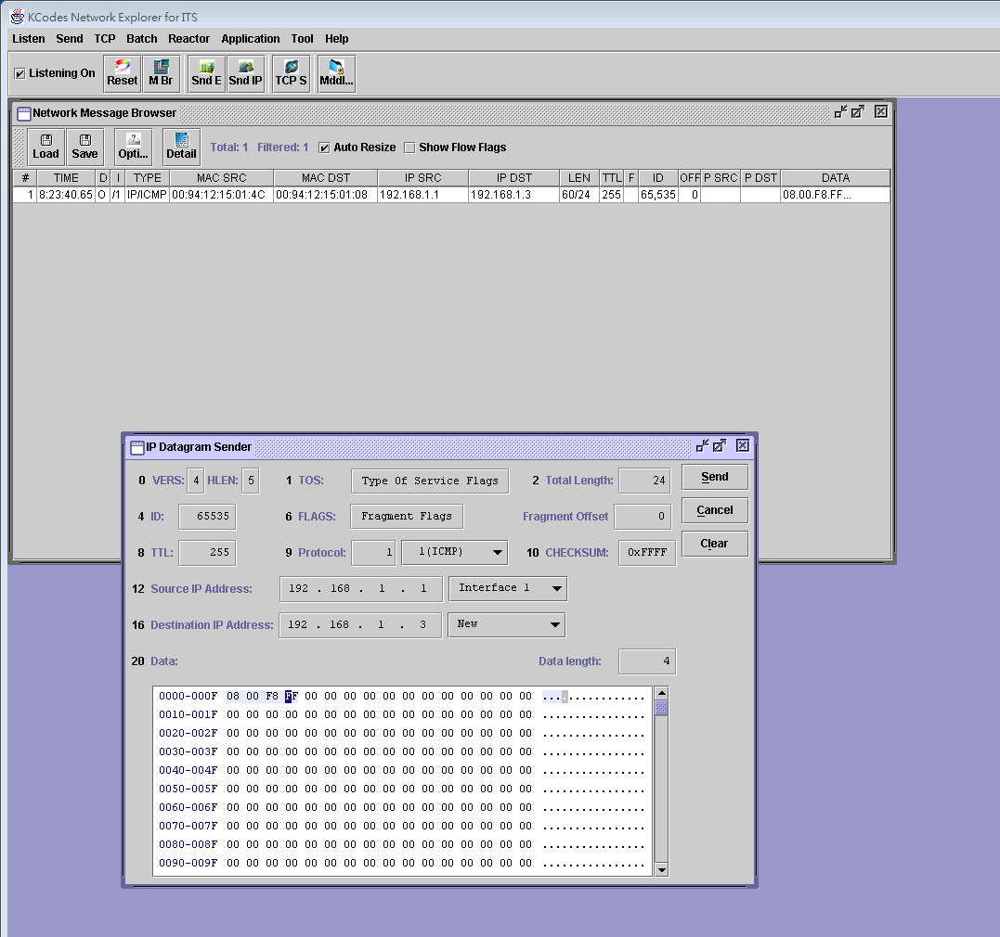 KCodes Network Explorer for ITS
Listen Send TCP Batch Reactor Application Tool Help
Listening On Reset M Br Snd E Snd IP TCP S Mddl...
Network Message Browser
Load Save Opti... Detail Total: 1 Filtered: 1 Auto Resize Show Flow Flags
# TIME D I TYPE MAC SRC MAC DST IP SRC IP DST LEN TTL F ID OFF P SRC P DST DATA
1 8:23:40.65 O /1 IP/ICMP 00:94:12:15:01:4C 00:94:12:15:01:08 192.168.1.1 192.168.1.3 60/24 255 65,535 0 08.00.F8.FF...
IP Datagram Sender
0 VERS: 4 HLEN: 5 1 TOS: Type Of Service Flags 2 Total Length: 24 Send
4 ID: 65535 6 FLAGS: Fragment Flags Fragment Offset 0 Cancel
8 TTL: 255 9 Protocol: 1 1(ICMP) 10 CHECKSUM: 0xFFFF Clear
12 Source IP Address: 192 . 168 . 1 . 1 Interface 1
16 Destination IP Address: 192 . 168 . 1 . 3 New
20 Data: Data length: 4
0000-000F 08 00 F8 FF 00 00 00 00 00 00 00 00 00 00 00 00 ................
0010-001F 00 00 00 00 00 00 00 00 00 00 00 00 00 00 00 00 ................
0020-002F 00 00 00 00 00 00 00 00 00 00 00 00 00 00 00 00 ................
0030-003F 00 00 00 00 00 00 00 00 00 00 00 00 00 00 00 00 ................
0040-004F 00 00 00 00 00 00 00 00 00 00 00 00 00 00 00 00 ................
0050-005F 00 00 00 00 00 00 00 00 00 00 00 00 00 00 00 00 ................
0060-006F 00 00 00 00 00 00 00 00 00 00 00 00 00 00 00 00 ................
0070-007F 00 00 00 00 00 00 00 00 00 00 00 00 00 00 00 00 ................
0080-008F 00 00 00 00 00 00 00 00 00 00 00 00 00 00 00 00 ................
0090-009F 00 00 00 00 00 00 00 00 00 00 00 00 00 00 00 00 ................